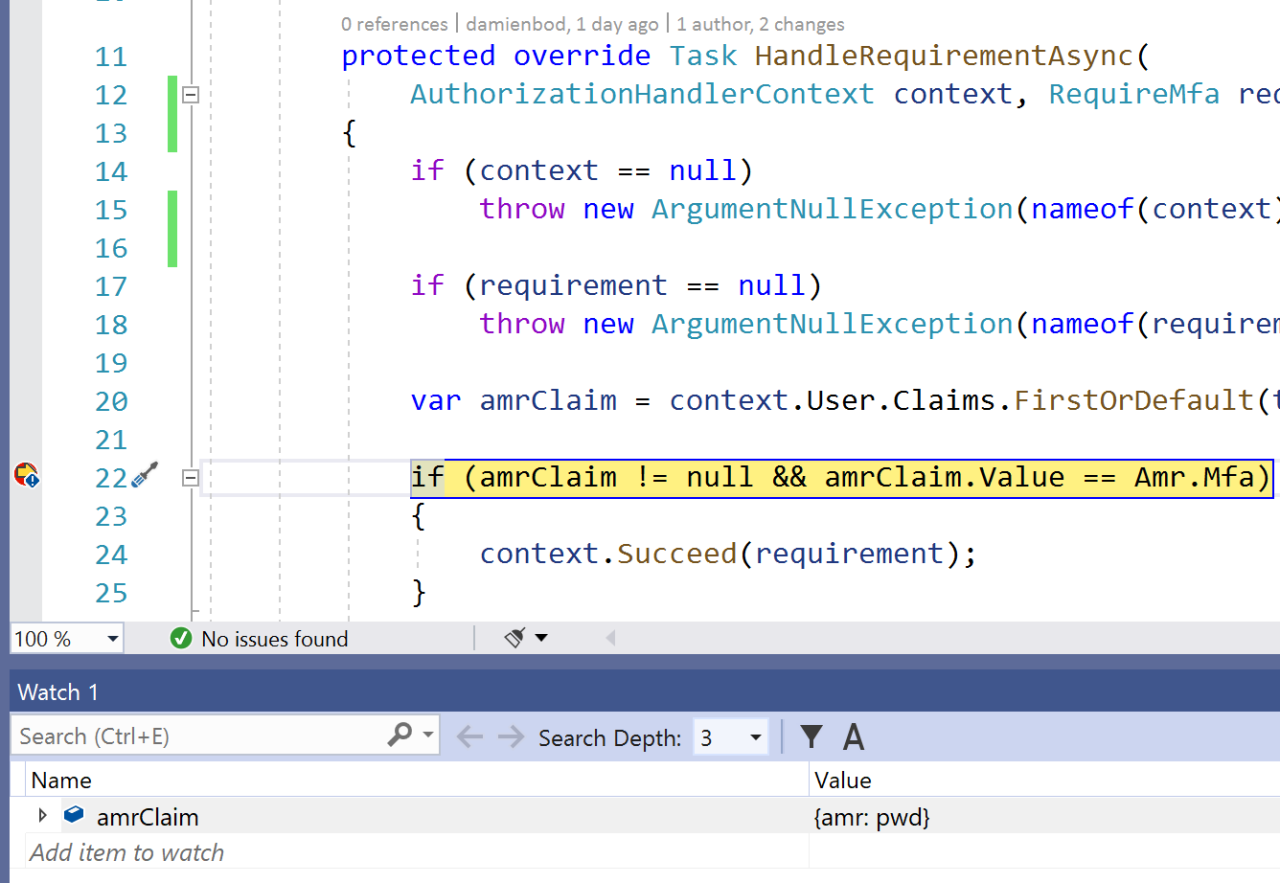 0 references | damienbod, 1 day ago | 1 author, 2 changes
11 protected override Task HandleRequirementAsync(
12 AuthorizationHandlerContext context, RequireMfa
13 {
14 if (context == null)
15 throw new ArgumentNullException(nameof(context)
16
17 if (requirement == null)
18 throw new ArgumentNullException(nameof(
19
20 var amrClaim = context.User.Claims.FirstOrDefault(
21
22 if (amrClaim != null && amrClaim.Value == Amr.Mfa)
23 {
24 context.Succeed(requirement);
25 }
100 % No issues found
Watch 1
Search (Ctrl+E) Search Depth: 3 A
Name Value
amrClaim {amr: pwd}
Add item to watch